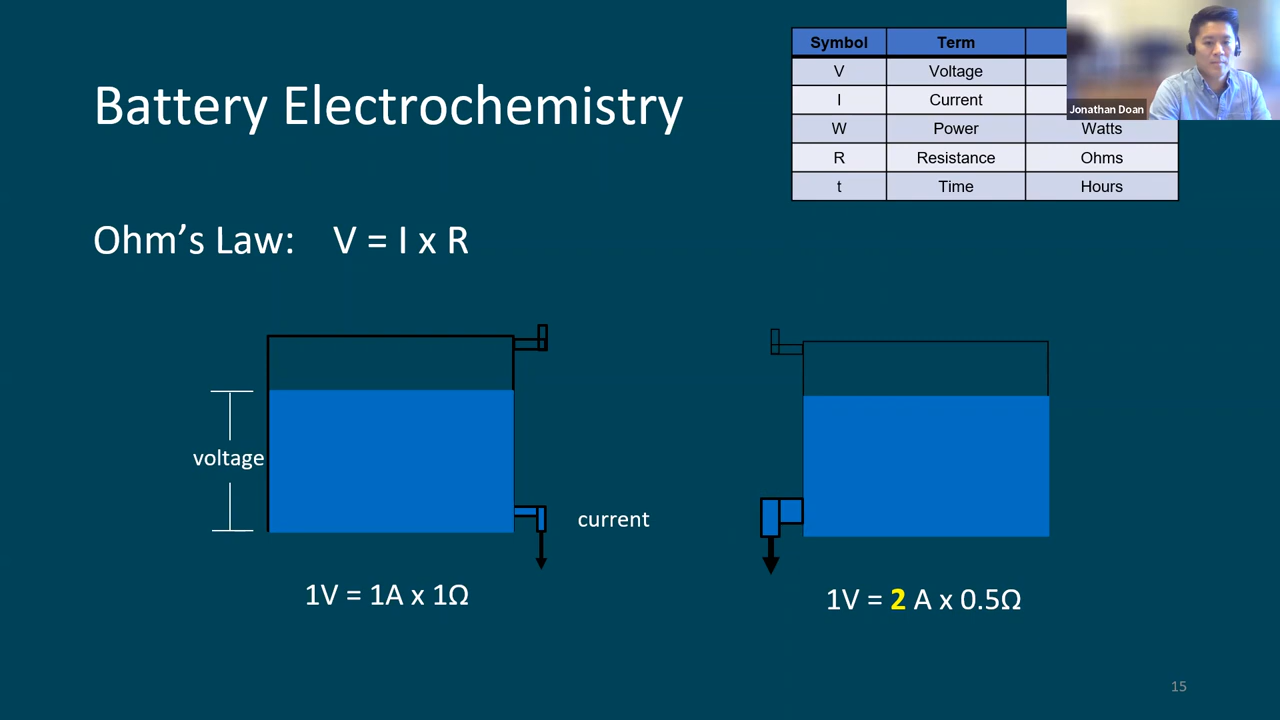 Battery Electrochemistry
Symbol Term
V Voltage
I Current
W Power Watts
R Resistance Ohms
t Time Hours
Jonathan Doan
Ohm’s Law: V = I x R
voltage
current
1V = 1A x 1Ω
1V = 2 A x 0.5Ω
15